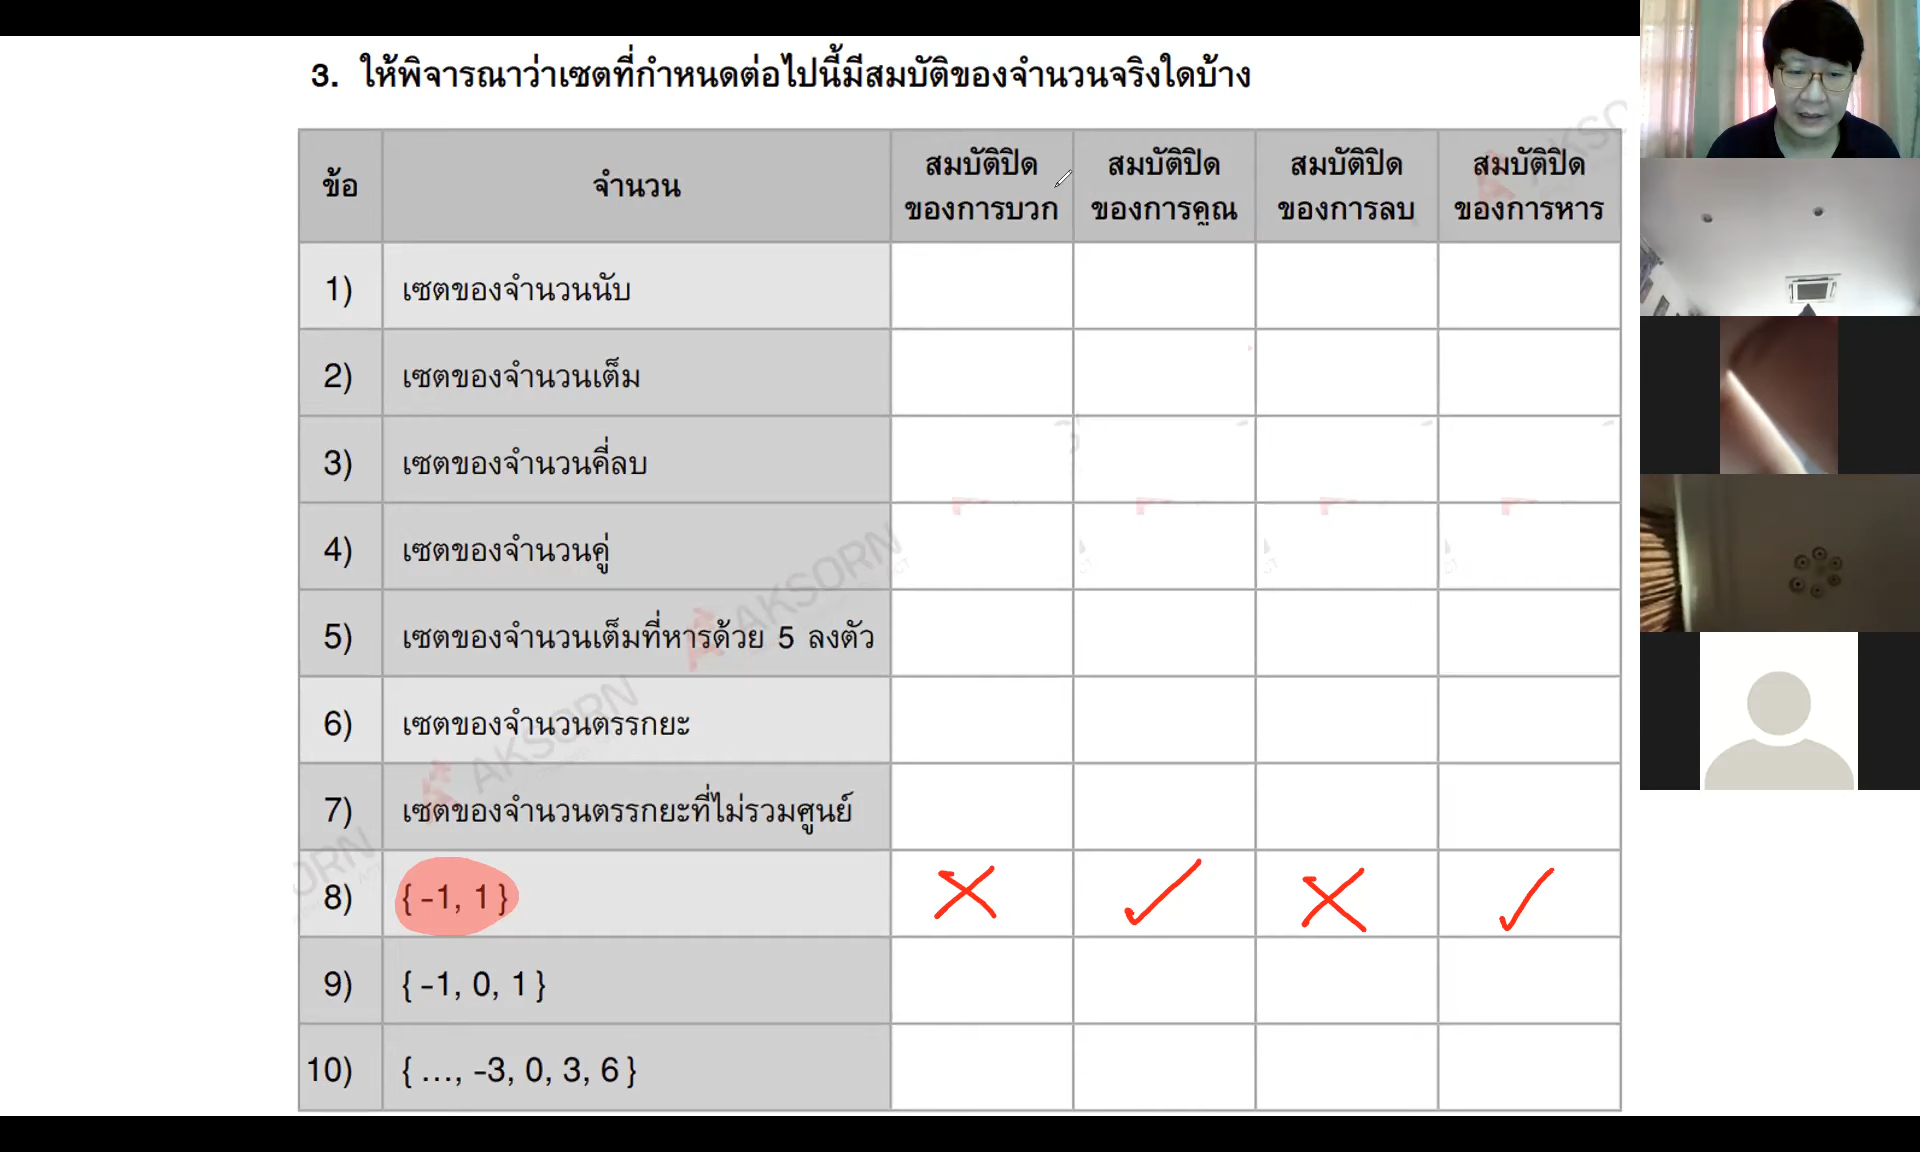 3. ให้พิจารณาว่าเซตที่กำหนดต่อไปนี้มีสมบัติของจำนวนจริงใดบ้าง
ข้อ จำนวน สมบัติปิดของการบวก สมบัติปิดของการคูณ สมบัติปิดของการลบ สมบัติปิดของการหาร
1) เซตของจำนวนนับ
2) เซตของจำนวนเต็ม
3) เซตของจำนวนคี่ลบ
4) เซตของจำนวนคู่
5) เซตของจำนวนเต็มที่หารด้วย 5 ลงตัว
6) เซตของจำนวนตรรกยะ
7) เซตของจำนวนตรรกยะที่ไม่รวมศูนย์
8) { -1, 1 }
9) { -1, 0, 1 }
10) { ..., -3, 0, 3, 6 }
AKSORN
AKSORN